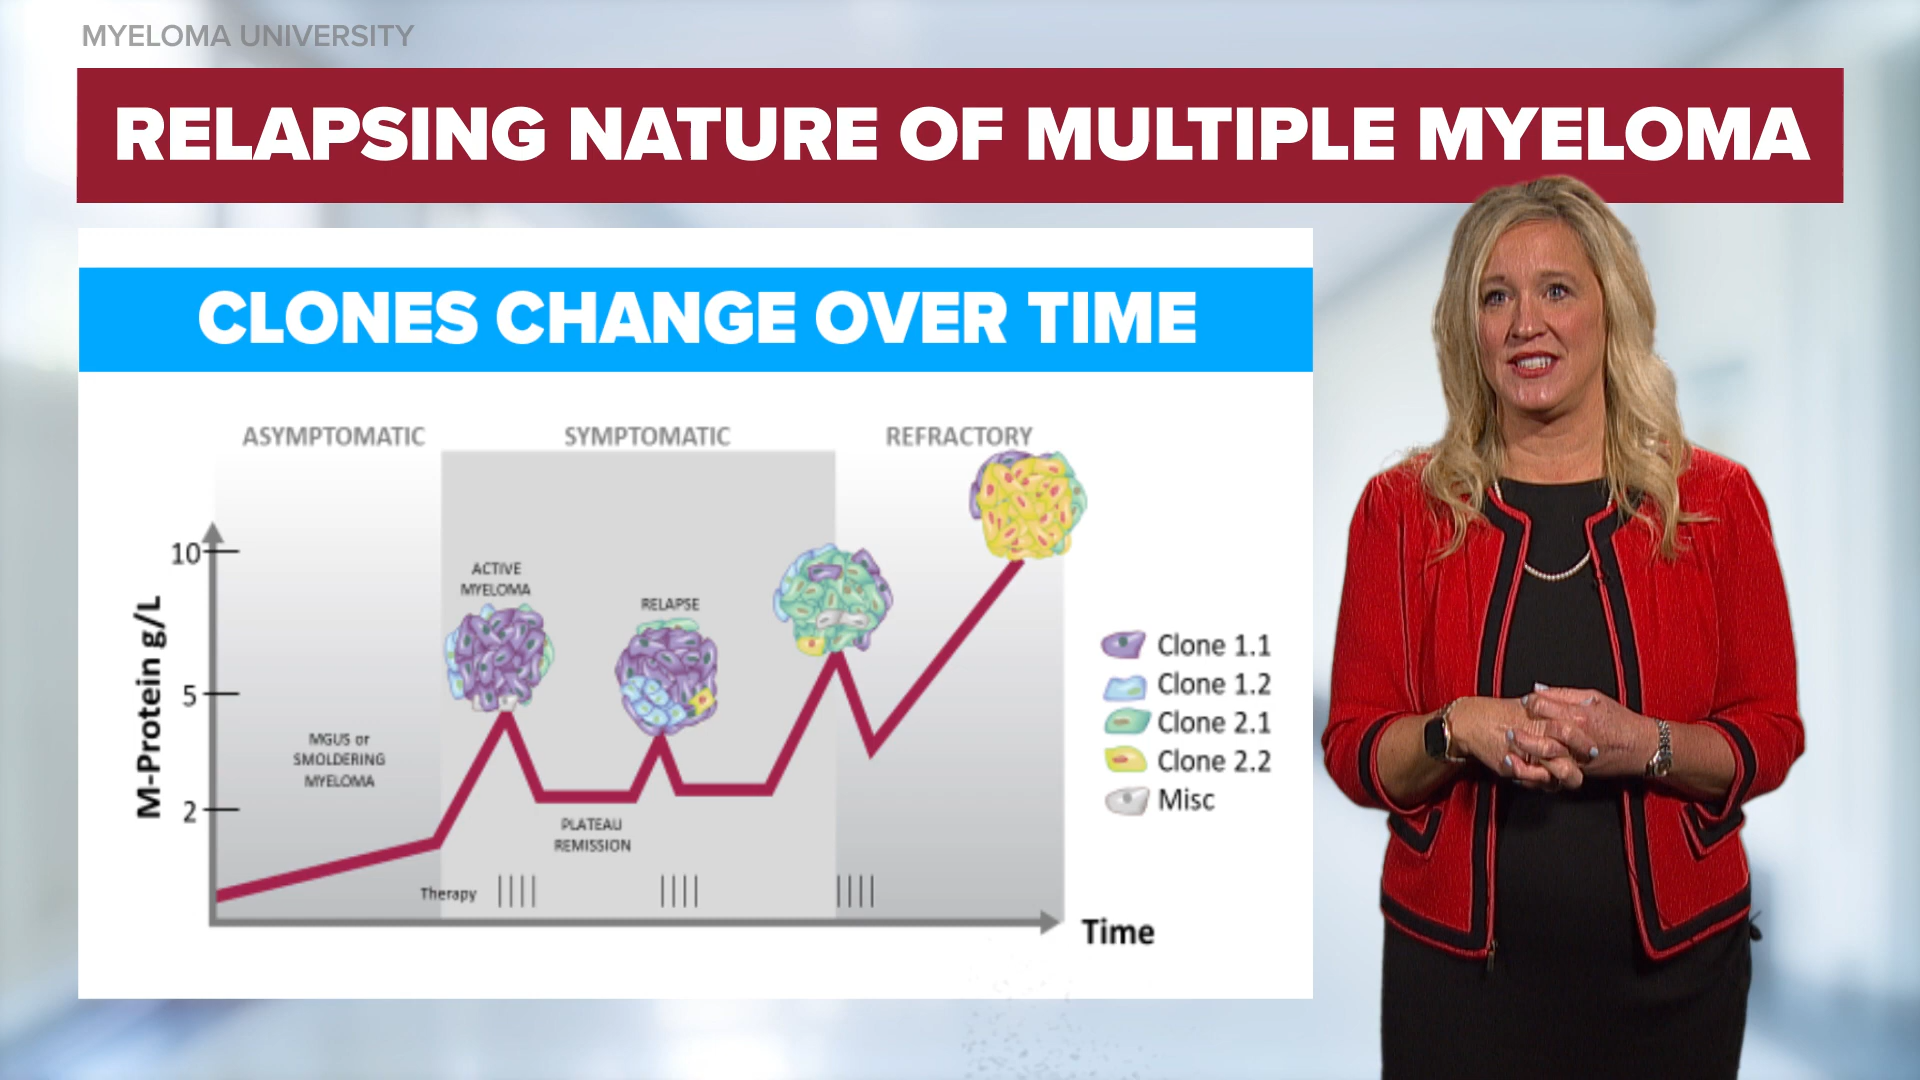 MYELOMA UNIVERSITY
RELAPSING NATURE OF MULTIPLE MYELOMA
CLONES CHANGE OVER TIME
ASYMPTOMATIC
SYMPTOMATIC
REFRACTORY
10
5
2
M-Protein g/L
MGUS or
SMOLDERING
MYELOMA
ACTIVE
MYELOMA
RELAPSE
PLATEAU
REMISSION
Therapy
Time
Clone 1.1
Clone 1.2
Clone 2.1
Clone 2.2
Misc